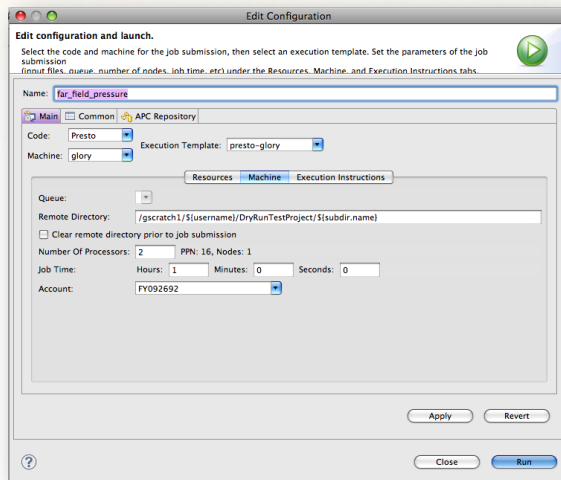 Edit Configuration
Edit configuration and launch.
Select the code and machine for the job submission, then select an execution template. Set the parameters of the job
submission
(input files, queue, number of nodes, job time, etc) under the Resources, Machine, and Execution Instructions tabs.
Name: far_field_pressure
Main Common APC Repository
Code: Presto
Execution Template: presto-glory
Machine: glory
Resources Machine Execution Instructions
Queue:
Remote Directory: /gscratch1/${username}/DryRunTestProject/${subdir.name}
Clear remote directory prior to job submission
Number Of Processors: 2 PPN: 16, Nodes: 1
Job Time: Hours: 1 Minutes: 0 Seconds: 0
Account: FY092692
Apply Revert
? Close Run